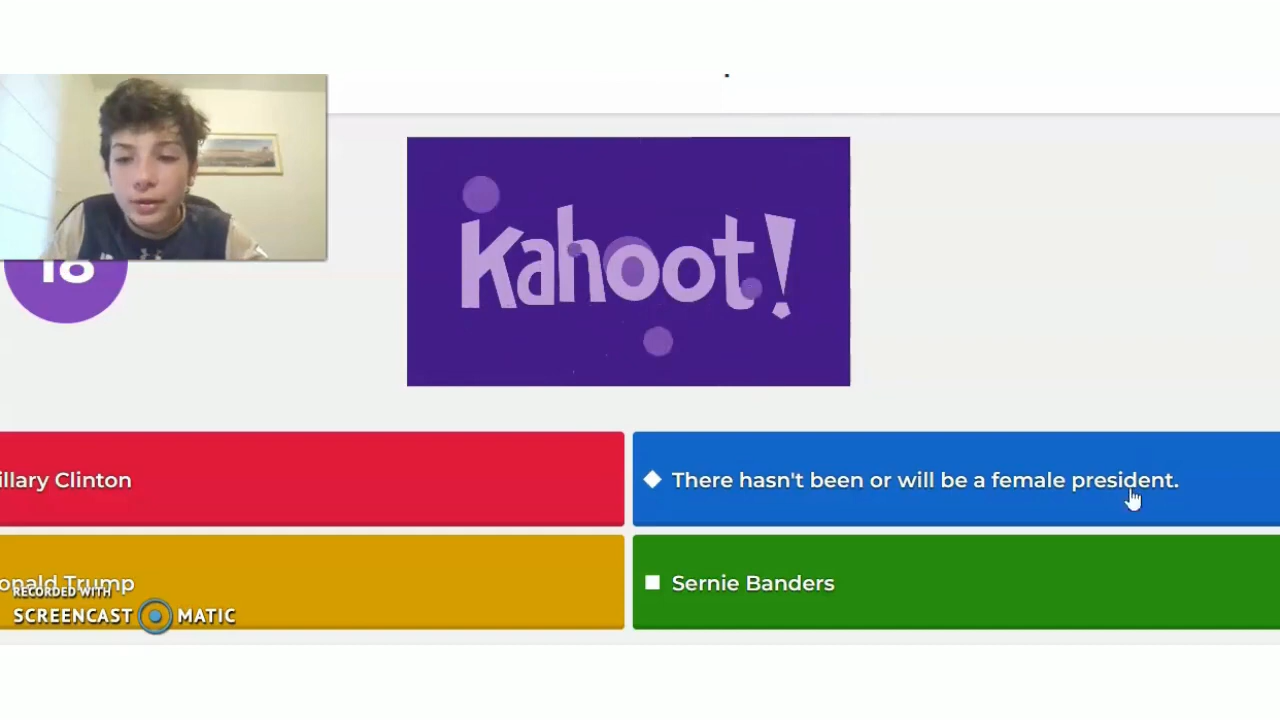 Kahoot!
18
illary Clinton
There hasn't been or will be a female president.
onald Trump
Sernie Banders
RECORDED WITH
SCREENCAST MATIC